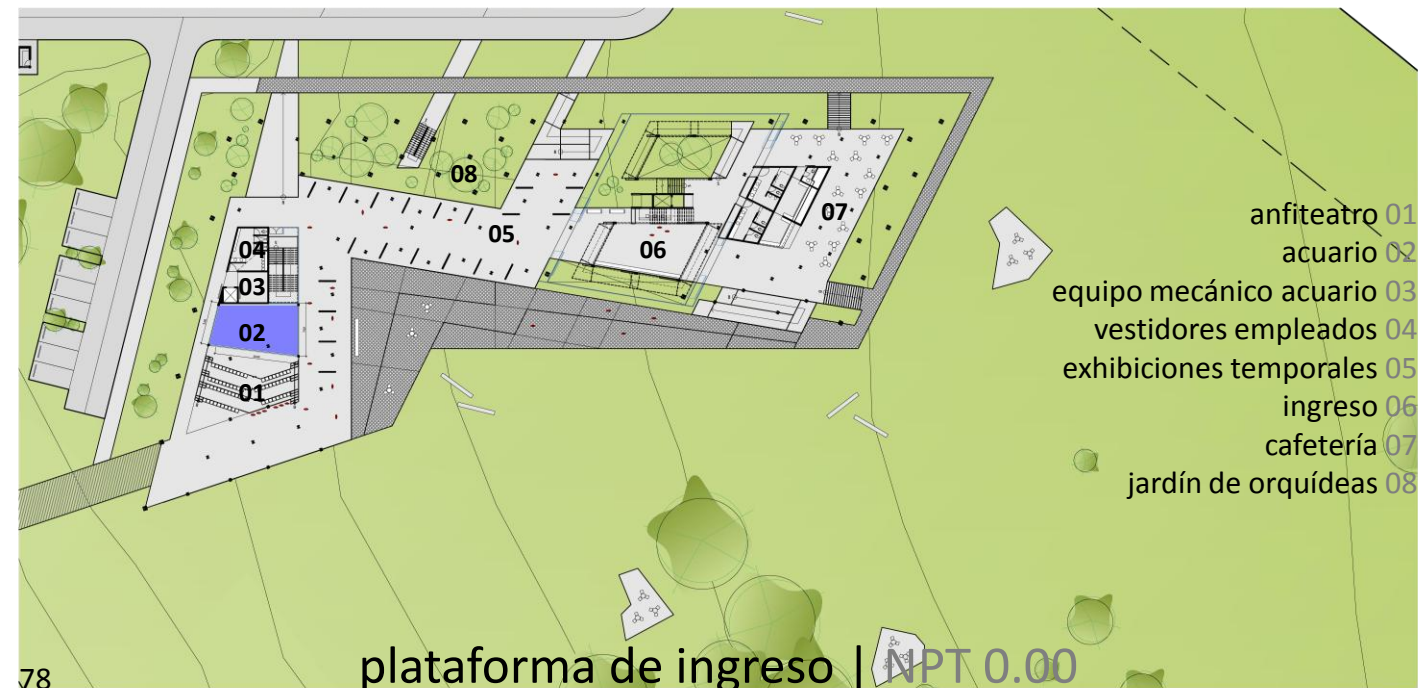 08
05
07
06
04
03
02
01
anfiteatro 01
acuario 02
equipo mecánico acuario 03
vestidores empleados 04
exhibiciones temporales 05
ingreso 06
cafetería 07
jardín de orquídeas 08
plataforma de ingreso | NPT 0.00
78